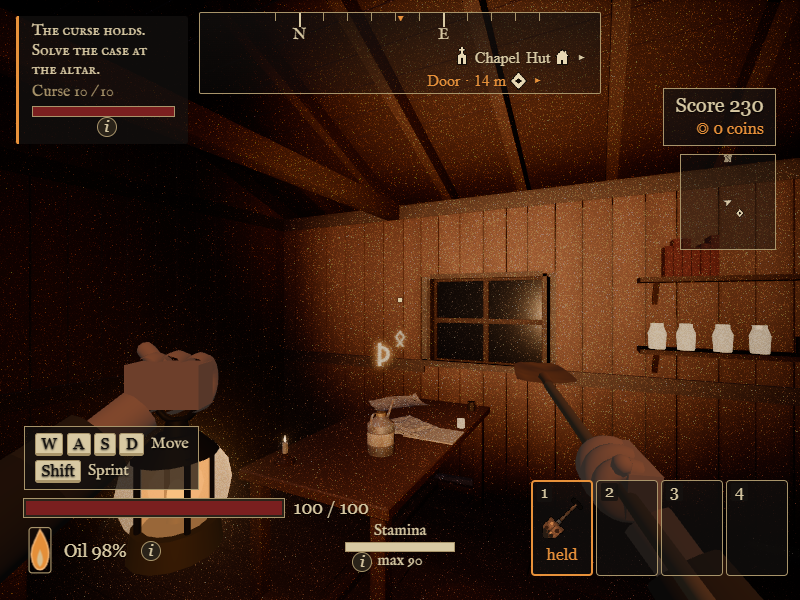 The curse holds.
Solve the case at
the altar.
Curse 10/10
i
N E
Chapel Hut
Door · 14 m
Score 230
0 coins
N
Þ ᛟ
W A S D Move
Shift Sprint
100 / 100
Oil 98% i
Stamina
i max 90
1 2 3 4
held